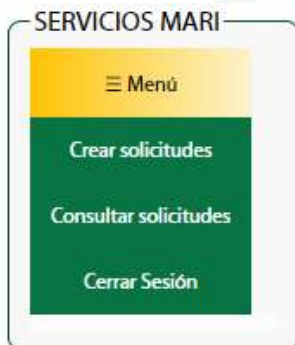 SERVICIOS MARI
☰ Menú
Crear solicitudes
Consultar solicitudes
Cerrar Sesión